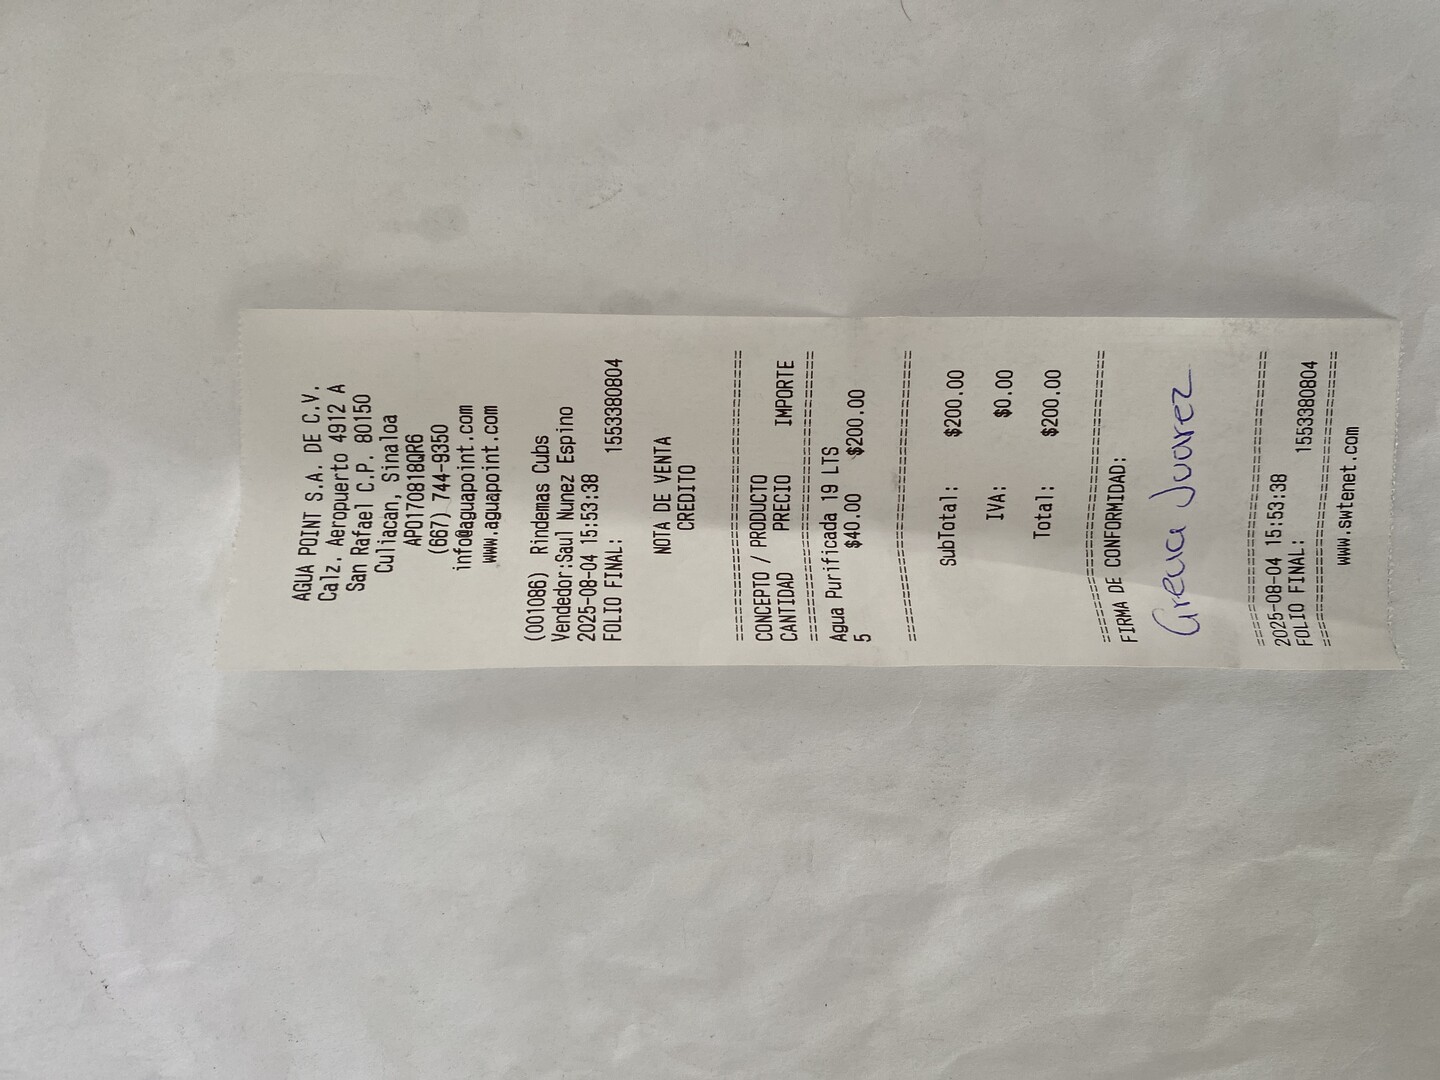 AGUA POINT S.A. DE C.V.
Calz. Aeropuerto 4912 A
San Rafael C.P. 80150
Culiacan, Sinaloa
APO170818QR6
(667) 744-9350
info@aguapoint.com
www.aguapoint.com
(001086) Rindemas Cubs
Vendedor:Saul Nunez Espino
2025-08-04 15:53:38
FOLIO FINAL: 1553380804
NOTA DE VENTA
CREDITO
==============================
CONCEPTO / PRODUCTO
CANTIDAD PRECIO IMPORTE
==============================
Agua Purificada 19 LTS
5 $40.00 $200.00
==============================
SubTotal: $200.00
IVA: $0.00
Total: $200.00
==============================
FIRMA DE CONFORMIDAD:
Juarez
==============================
2025-08-04 15:53:38
FOLIO FINAL: 1553380804
==============================
www.swtenet.com